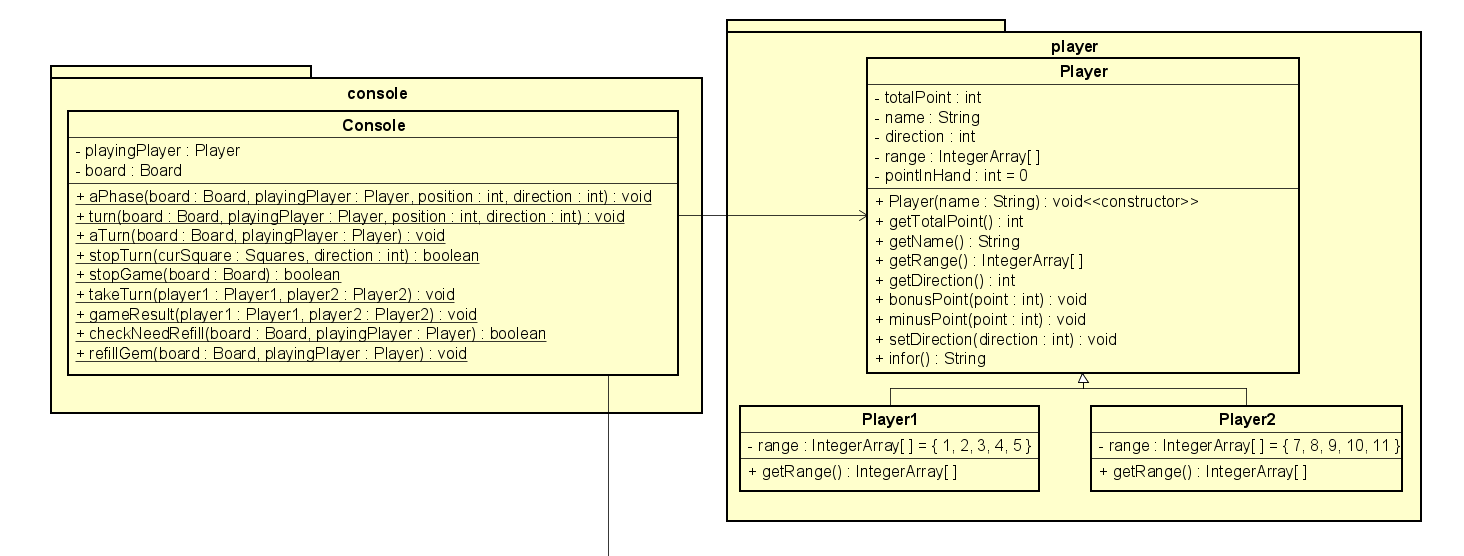 console
Console
- playingPlayer : Player
- board : Board
+ aPhase(board : Board, playingPlayer : Player, position : int, direction : int) : void
+ turn(board : Board, playingPlayer : Player, position : int, direction : int) : void
+ aTurn(board : Board, playingPlayer : Player) : void
+ stopTurn(curSquare : Squares, direction : int) : boolean
+ stopGame(board : Board) : boolean
+ takeTurn(player1 : Player1, player2 : Player2) : void
+ gameResult(player1 : Player1, player2 : Player2) : void
+ checkNeedRefill(board : Board, playingPlayer : Player) : boolean
+ refillGem(board : Board, playingPlayer : Player) : void
player
Player
- totalPoint : int
- name : String
- direction : int
- range : IntegerArray[ ]
- pointInHand : int = 0
+ Player(name : String) : void<<constructor>>
+ getTotalPoint() : int
+ getName() : String
+ getRange() : IntegerArray[ ]
+ getDirection() : int
+ bonusPoint(point : int) : void
+ minusPoint(point : int) : void
+ setDirection(direction : int) : void
+ infor() : String
Player1
- range : IntegerArray[ ] = { 1, 2, 3, 4, 5 }
+ getRange() : IntegerArray[ ]
Player2
- range : IntegerArray[ ] = { 7, 8, 9, 10, 11 }
+ getRange() : IntegerArray[ ]